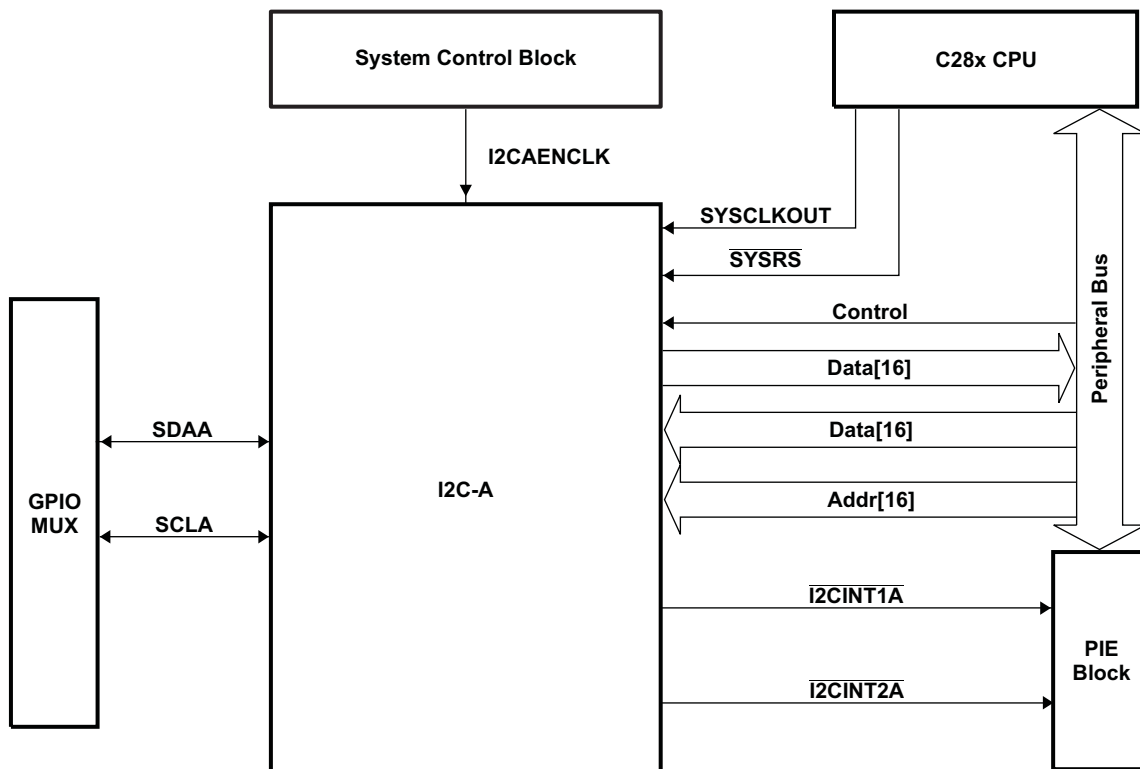 System Control Block
C28x CPU
I2CAENCLK
SYSCLKOUT
SYSRS
Control
Data[16]
Data[16]
Addr[16]
Peripheral Bus
SDAA
SCLA
GPIO
MUX
I2C-A
I2CINT1A
I2CINT2A
PIE
Block